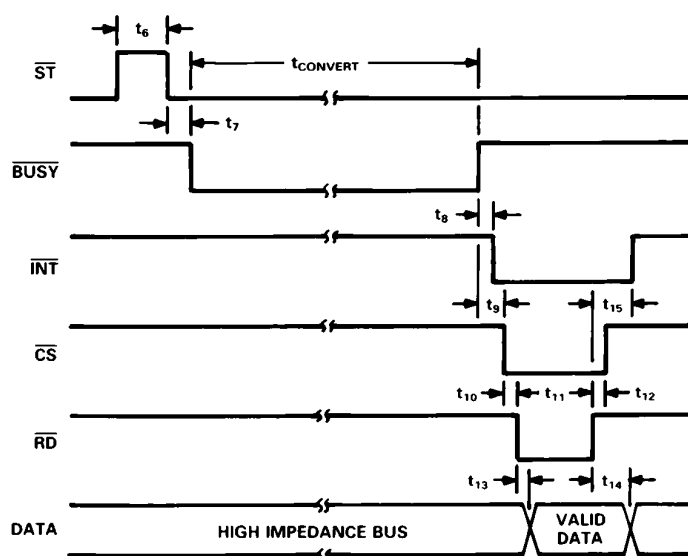 t6
ST
tCONVERT
t7
BUSY
t8
INT
t9
t15
CS
t10
t11
t12
RD
t13
t14
DATA
HIGH IMPEDANCE BUS
VALID
DATA